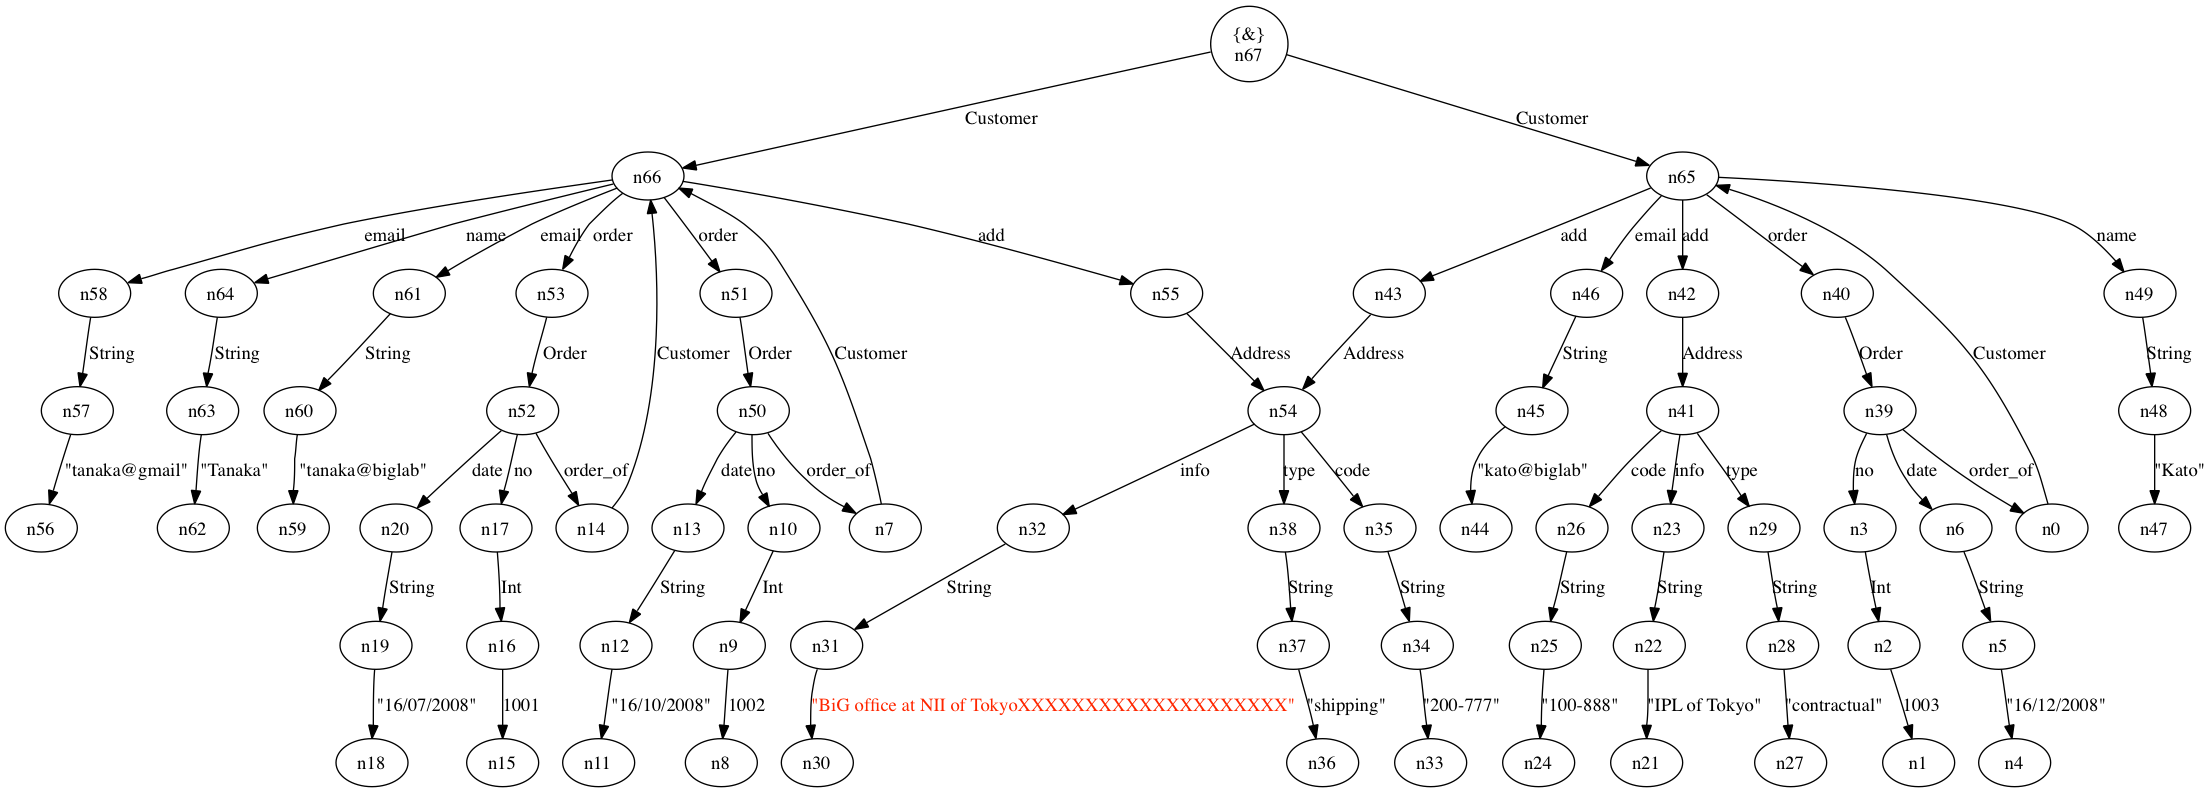 {&}
n67
Customer Customer
n66 n65
email name email order order add add email add order name
n58 n64 n61 n53 n51 n55 n43 n46 n42 n40 n49
String String String Order Customer Order Customer Address Address String Address Order Customer String
n57 n63 n60 n52 n50 n54 n45 n41 n39 n48
"tanaka@gmail" "Tanaka" "tanaka@biglab" date no order_of date no order_of info type code "kato@biglab" code info type no date order_of "Kato"
n56 n62 n59 n20 n17 n14 n13 n10 n7 n32 n38 n35 n44 n26 n23 n29 n3 n6 n0 n47
String Int String Int String String String String String String Int String
n19 n16 n12 n9 n31 n37 n34 n25 n22 n28 n2 n5
"16/07/2008" 1001 "16/10/2008" 1002 "BiG office at NII of TokyoXXXXXXXXXXXXXXXXXXXX" "shipping" "200-777" "100-888" "IPL of Tokyo" "contractual" 1003 "16/12/2008"
n18 n15 n11 n8 n30 n36 n33 n24 n21 n27 n1 n4